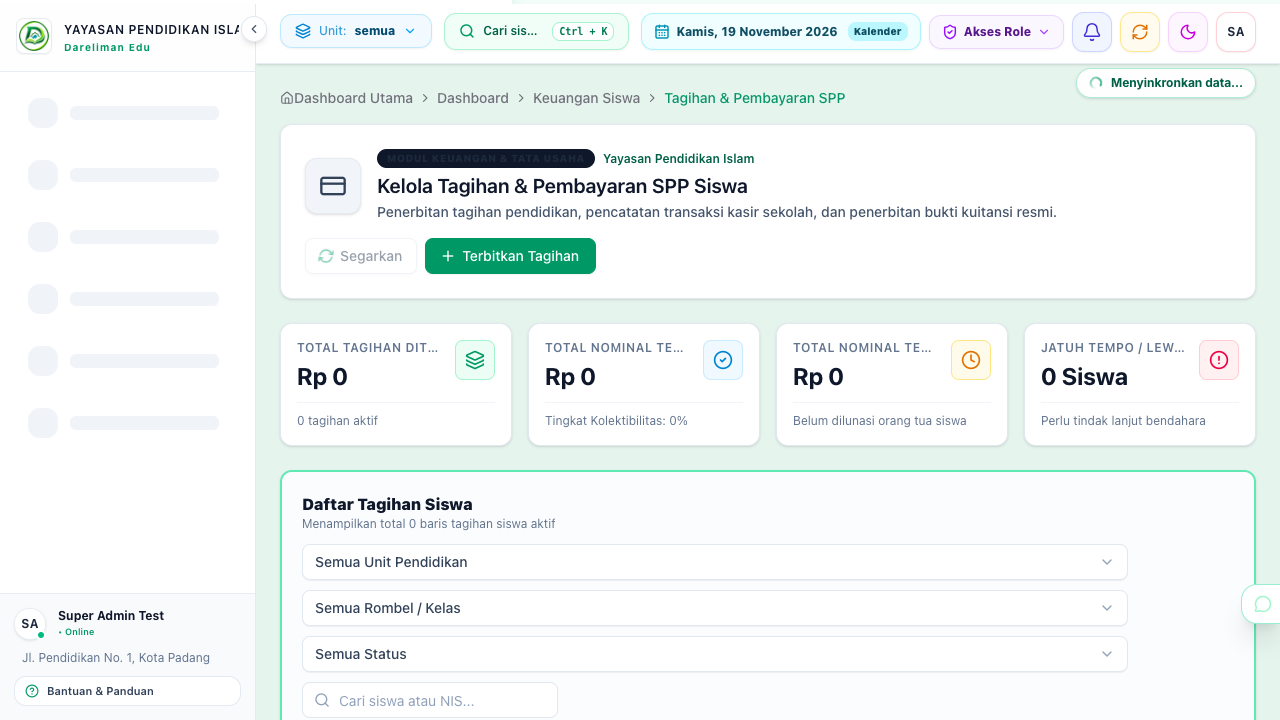 YAYASAN PENDIDIKAN ISLA
Dareliman Edu
Unit: semua
Cari sis...
Ctrl + K
Kamis, 19 November 2026
Kalender
Akses Role
SA
Menyinkronkan data...
Dashboard Utama
Dashboard
Keuangan Siswa
Tagihan & Pembayaran SPP
MODUL KEUANGAN & TATA USAHA
Yayasan Pendidikan Islam
Kelola Tagihan & Pembayaran SPP Siswa
Penerbitan tagihan pendidikan, pencatatan transaksi kasir sekolah, dan penerbitan bukti kuitansi resmi.
Segarkan
Terbitkan Tagihan
TOTAL TAGIHAN DIT...
Rp 0
0 tagihan aktif
TOTAL NOMINAL TE...
Rp 0
Tingkat Kolektibilitas: 0%
TOTAL NOMINAL TE...
Rp 0
Belum dilunasi orang tua siswa
JATUH TEMPO / LEW...
0 Siswa
Perlu tindak lanjut bendahara
Daftar Tagihan Siswa
Menampilkan total 0 baris tagihan siswa aktif
Semua Unit Pendidikan
Semua Rombel / Kelas
Semua Status
Cari siswa atau NIS...
SA
Super Admin Test
• Online
Jl. Pendidikan No. 1, Kota Padang
Bantuan & Panduan